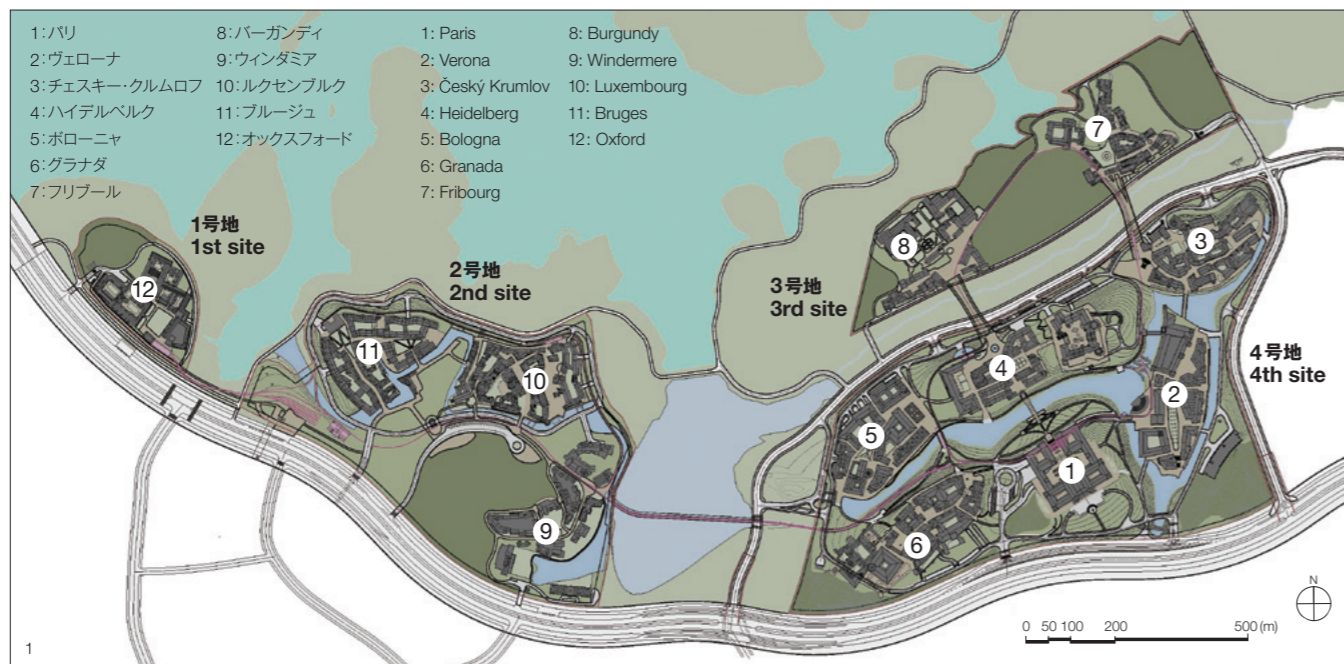 1：パリ
2：ヴェローナ
3：チェスキー・クルムロフ
4：ハイデルベルク
5：ボローニャ
6：グラナダ
7：フリブール
8：バーガンディ
9：ウィンダミア
10：ルクセンブルク
11：ブルージュ
12：オックスフォード
1: Paris
2: Verona
3: Český Krumlov
4: Heidelberg
5: Bologna
6: Granada
7: Fribourg
8: Burgundy
9: Windermere
10: Luxembourg
11: Bruges
12: Oxford
1号地
1st site
2号地
2nd site
3号地
3rd site
4号地
4th site
7
3
8
12
11
10
4
2
5
1
9
6
N
0 50 100 200 500 (m)
1